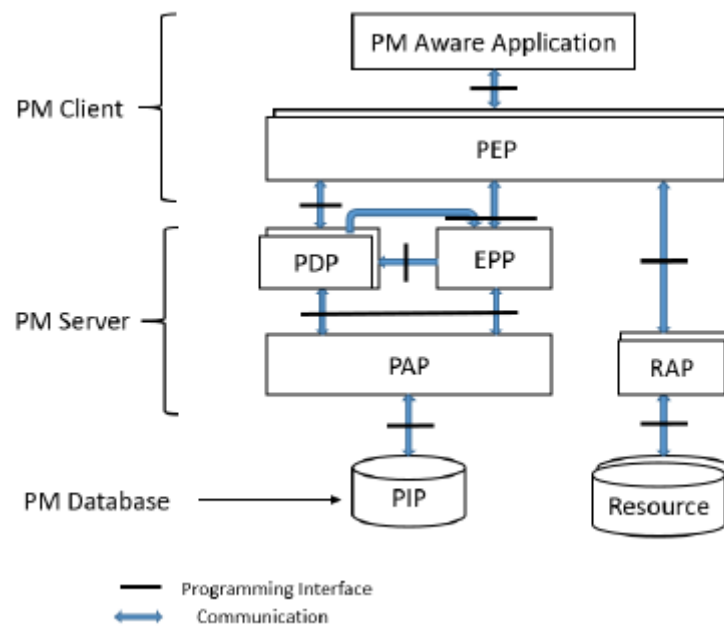 PM Aware Application
PM Client
PEP
PDP
EPP
PM Server
PAP
RAP
PM Database
PIP
Resource
Programming Interface
Communication